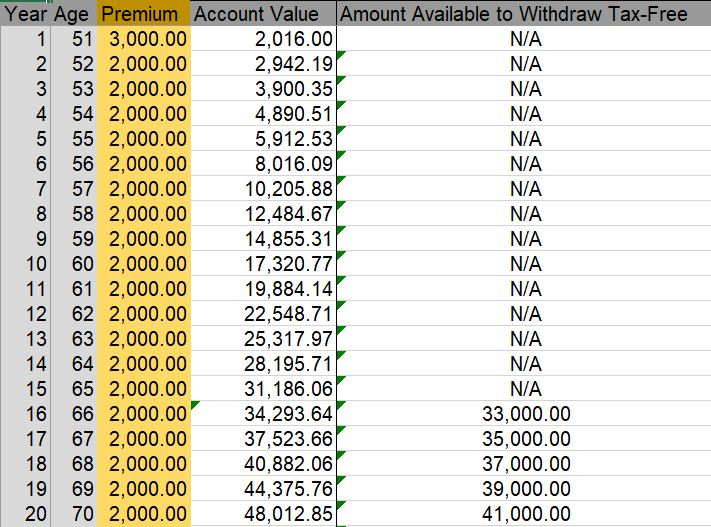 Year Age Premium Account Value Amount Available to Withdraw Tax-Free
1 51 3,000.00 2,016.00 N/A
2 52 2,000.00 2,942.19 N/A
3 53 2,000.00 3,900.35 N/A
4 54 2,000.00 4,890.51 N/A
5 55 2,000.00 5,912.53 N/A
6 56 2,000.00 8,016.09 N/A
7 57 2,000.00 10,205.88 N/A
8 58 2,000.00 12,484.67 N/A
9 59 2,000.00 14,855.31 N/A
10 60 2,000.00 17,320.77 N/A
11 61 2,000.00 19,884.14 N/A
12 62 2,000.00 22,548.71 N/A
13 63 2,000.00 25,317.97 N/A
14 64 2,000.00 28,195.71 N/A
15 65 2,000.00 31,186.06 N/A
16 66 2,000.00 34,293.64 33,000.00
17 67 2,000.00 37,523.66 35,000.00
18 68 2,000.00 40,882.06 37,000.00
19 69 2,000.00 44,375.76 39,000.00
20 70 2,000.00 48,012.85 41,000.00